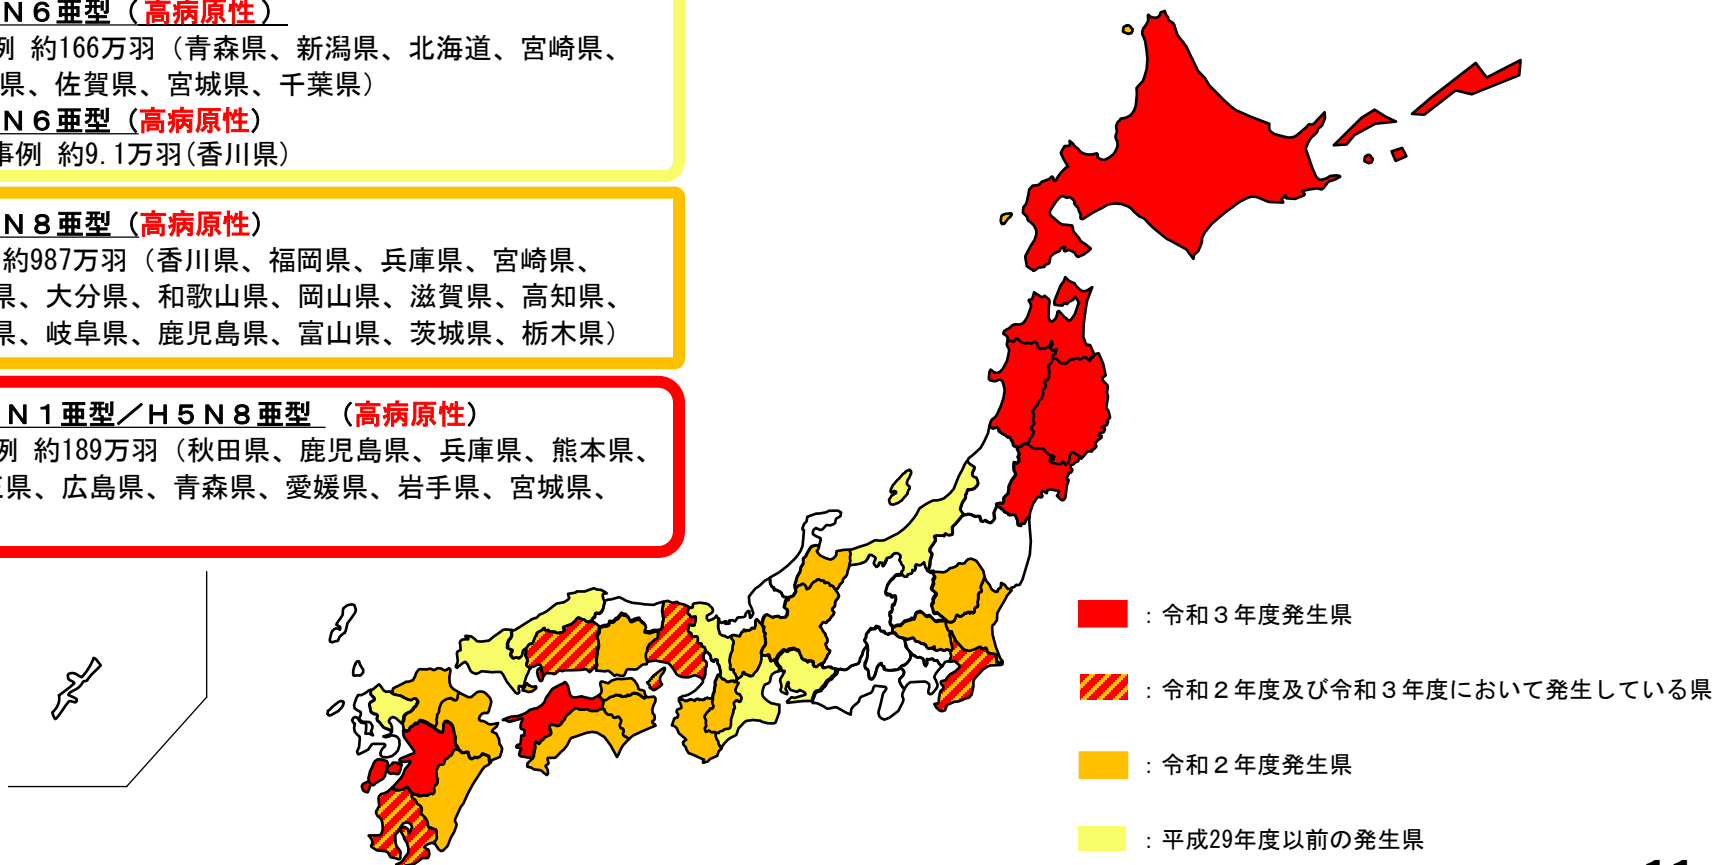 Ｎ６亜型（高病原性）
例 約166万羽（青森県、新潟県、北海道、宮崎県、
県、佐賀県、宮城県、千葉県）
Ｎ６亜型（高病原性）
事例 約9.1万羽(香川県)
Ｎ８亜型（高病原性）
約987万羽（香川県、福岡県、兵庫県、宮崎県、
県、大分県、和歌山県、岡山県、滋賀県、高知県、
県、岐阜県、鹿児島県、富山県、茨城県、栃木県）
Ｎ１亜型／Ｈ５Ｎ８亜型 （高病原性）
例 約189万羽（秋田県、鹿児島県、兵庫県、熊本県、
県、広島県、青森県、愛媛県、岩手県、宮城県、
：令和３年度発生県
：令和２年度及び令和３年度において発生している県
：令和２年度発生県
：平成29年度以前の発生県